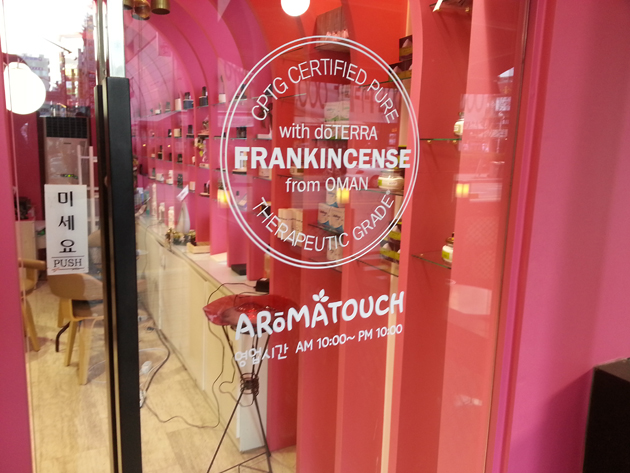 CPTG CERTIFIED PURE
with dōTERRA
FRANKINCENSE
from OMAN
THERAPEUTIC GRADE
미세요
PUSH
ARōMATOUCH
영업시간 AM 10:00~ PM 10:00